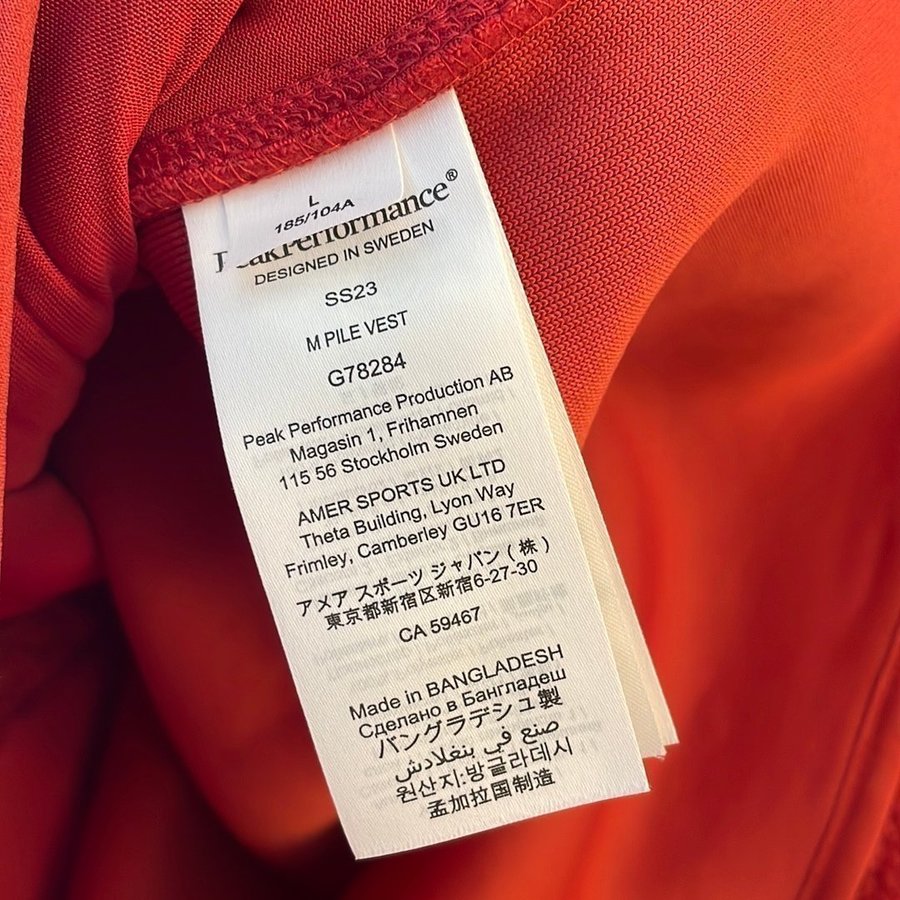 L
185/104A
PeakPerformance®
DESIGNED IN SWEDEN
SS23
M PILE VEST
G78284
Peak Performance Production AB
Magasin 1, Frihamnen
115 56 Stockholm Sweden
AMER SPORTS UK LTD
Theta Building, Lyon Way
Frimley, Camberley GU16 7ER
アメア スポーツ ジャパン ( 株 )
東京都新宿区新宿6-27-30
CA 59467
Made in BANGLADESH
Сделано в Бангладеш
バングラデシュ製
صنع في بنغلادش
원산지:방글라데시
孟加拉国制造